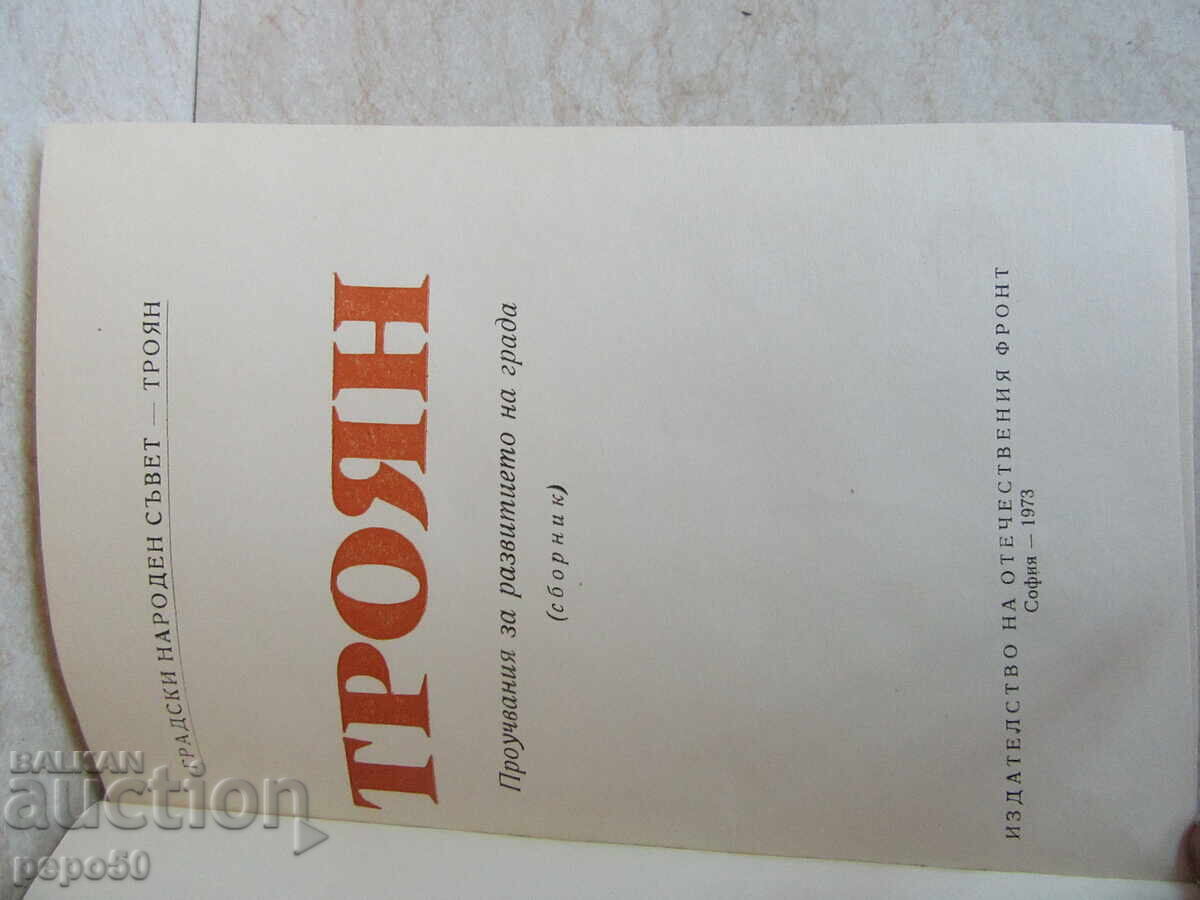 ГРАДСКИ НАРОДЕН СЪВЕТ — ТРОЯН
ТРОЯН
Проучвания за развитието на града
(сборник)
ИЗДАТЕЛСТВО НА ОТЕЧЕСТВЕНИЯ ФРОНТ
София — 1973
BALKAN
auction
pepo50